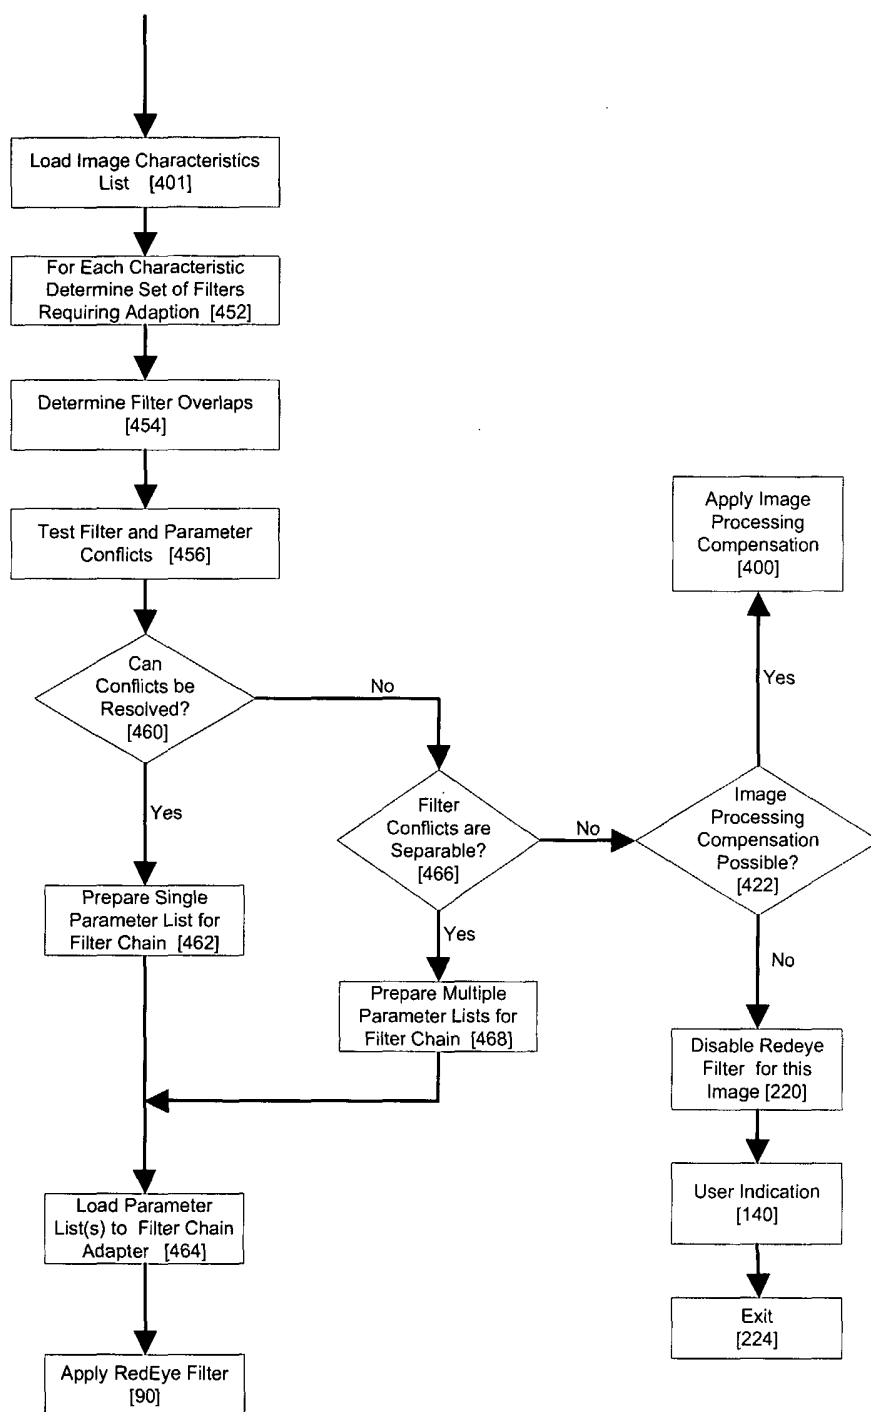 Load Image Characteristics
List [401]
For Each Characteristic
Determine Set of Filters
Requiring Adaption [452]
Determine Filter Overlaps
[454]
Test Filter and Parameter
Conflicts [456]
Can
Conflicts be
Resolved?
[460]
No
Yes
Filter
Conflicts are
Separable?
[466]
No
Yes
Image
Processing
Compensation
Possible?
[422]
Yes
No
Apply Image
Processing
Compensation
[400]
Prepare Single
Parameter List for
Filter Chain [462]
Prepare Multiple
Parameter Lists for
Filter Chain [468]
Disable Redeye
Filter for this
Image [220]
User Indication
[140]
Exit
[224]
Load Parameter
List(s) to Filter Chain
Adapter [464]
Apply RedEye Filter
[90]